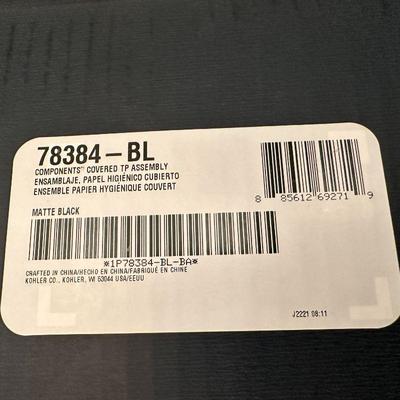 78384-BL
COMPONENTS™ COVERED TP ASSEMBLY
ENSAMBLAJE, PAPEL HIGIÉNICO CUBIERTO
ENSEMBLE PAPIER HYGIÉNIQUE COUVERT
8 85612 69271 9
MATTE BLACK
*1P78384-BL-BA*
CRAFTED IN CHINA/HECHO EN CHINA/FABRIQUÉ EN CHINE
KOHLER CO., KOHLER, WI 53044 USA/EEUU
J2221 08:11